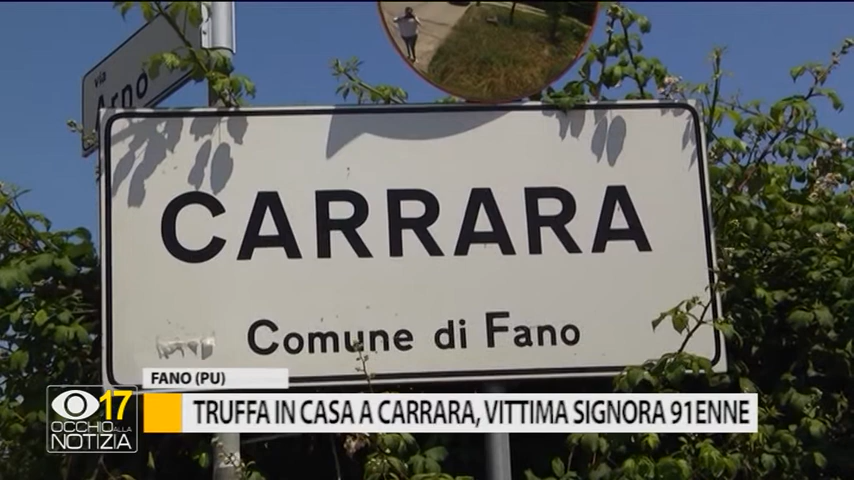 via
Arno
CARRARA
Comune di Fano
FANO (PU)
TRUFFA IN CASA A CARRARA, VITTIMA SIGNORA 91ENNE
17
OCCHIO ALLA
NOTIZIA